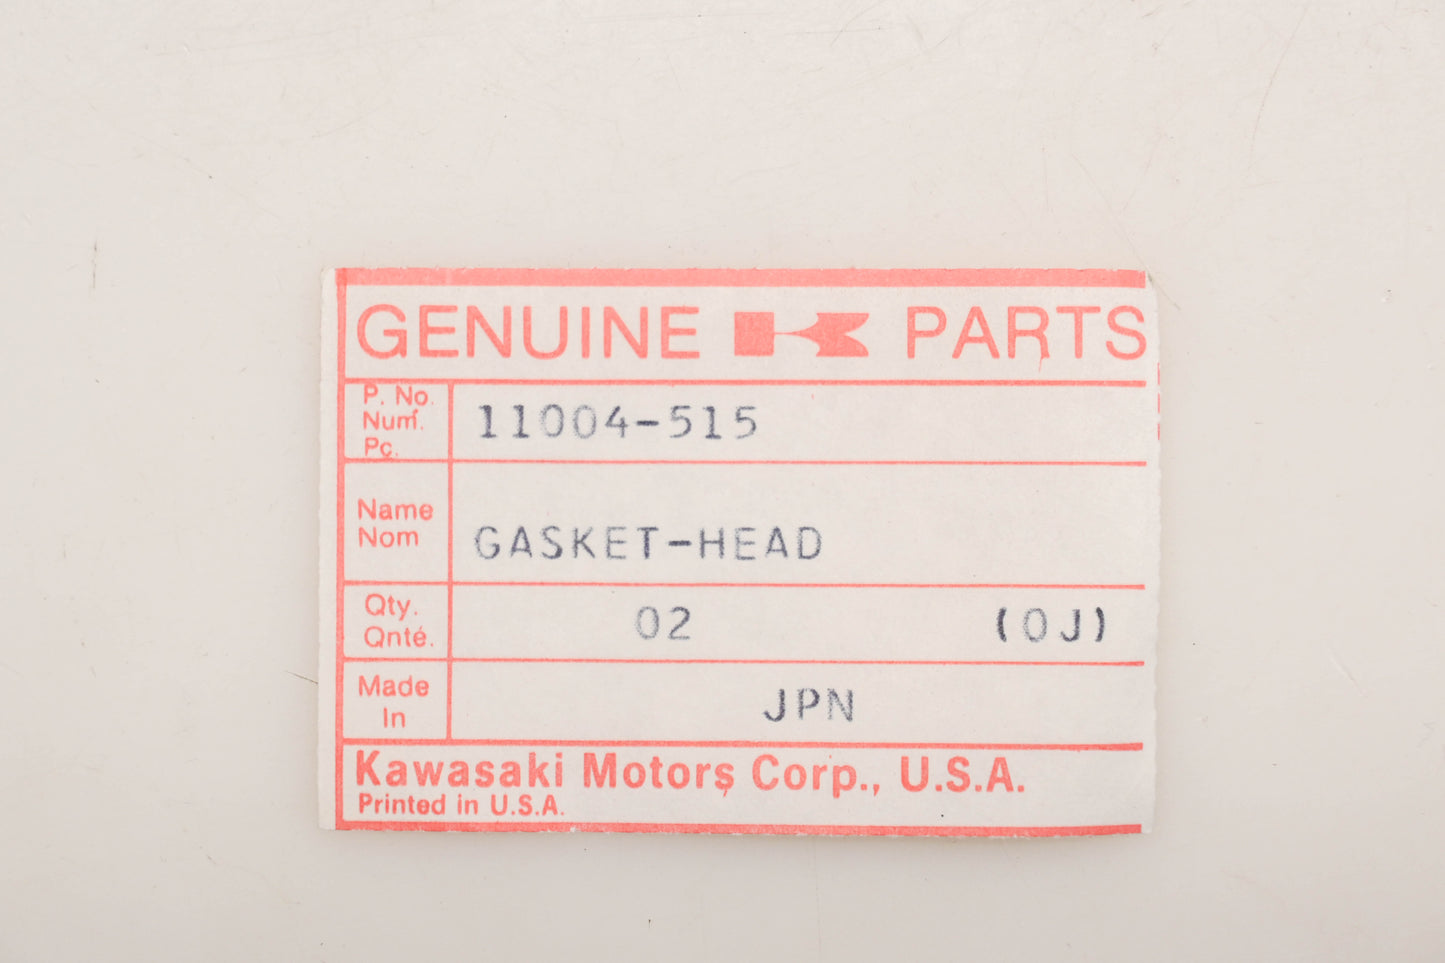 GENUINE K PARTS
P. No.
Num.
Pc.
11004-515
Name
Nom
GASKET-HEAD
Qty.
Qnté.
02 (OJ)
Made
In
JPN
Kawasaki Motors Corp., U.S.A.
Printed in U.S.A.